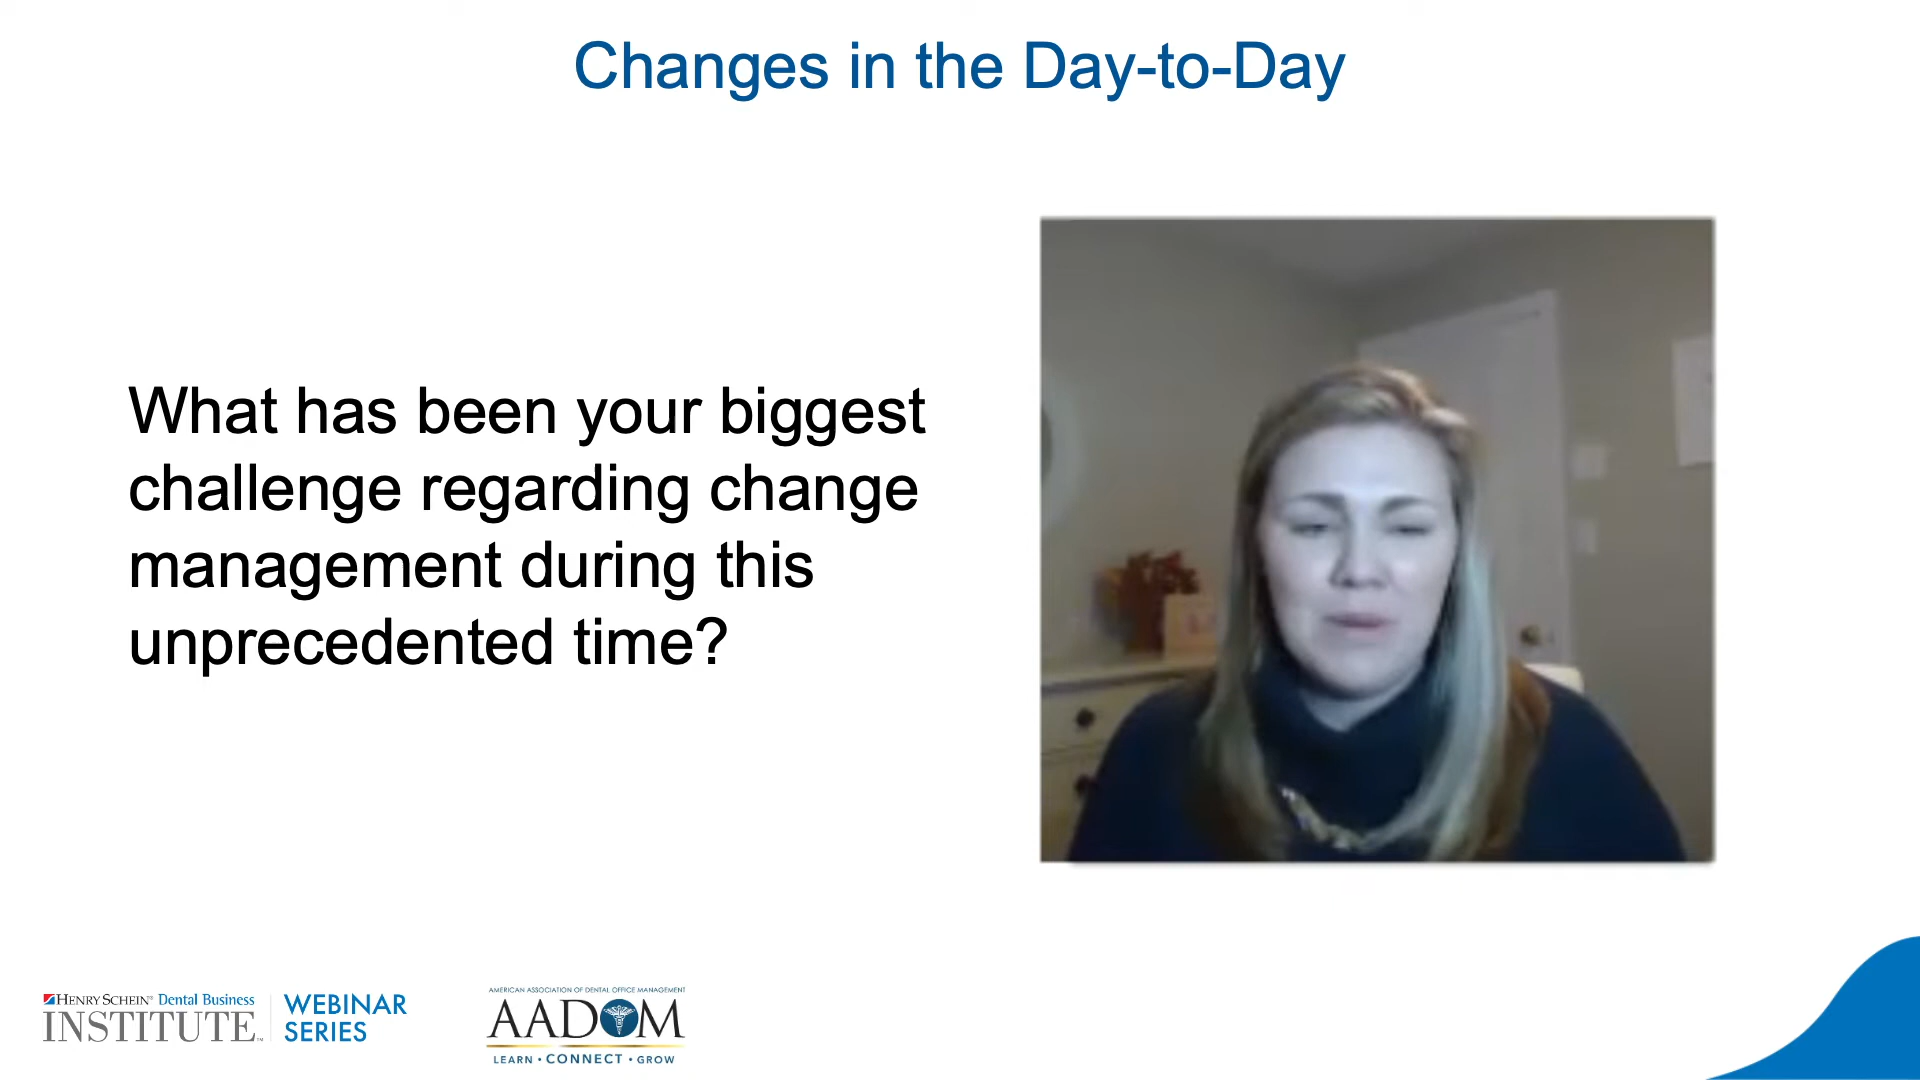 Changes in the Day-to-Day
What has been your biggest
challenge regarding change
management during this
unprecedented time?
HENRY SCHEIN® Dental Business
INSTITUTE™
WEBINAR
SERIES
AMERICAN ASSOCIATION OF DENTAL OFFICE MANAGEMENT
AADOM
LEARN • CONNECT • GROW